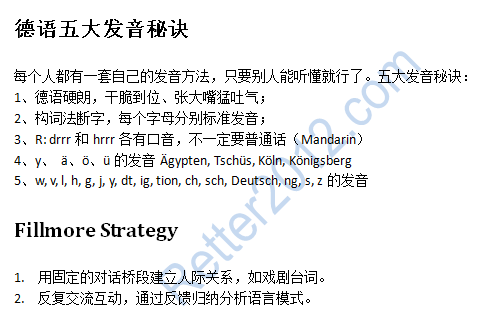 德语五大发音秘诀
每个人都有一套自己的发音方法，只要别人能听懂就行了。五大发音秘诀：
1、德语硬朗，干脆到位、张大嘴猛吐气；
2、构词法断字，每个字母分别标准发音；
3、R: drrr 和 hrrr 各有口音，不一定要普通话（Mandarin）
4、y、 ä、ö、ü 的发音 Ägypten, Tschüs, Köln, Königsberg
5、w, v, l, h, g, j, y, dt, ig, tion, ch, sch, Deutsch, ng, s, z 的发音
Fillmore Strategy
1. 用固定的对话桥段建立人际关系，如戏剧台词。
2. 反复交流互动，通过反馈归纳分析语言模式。
Retter2012.com